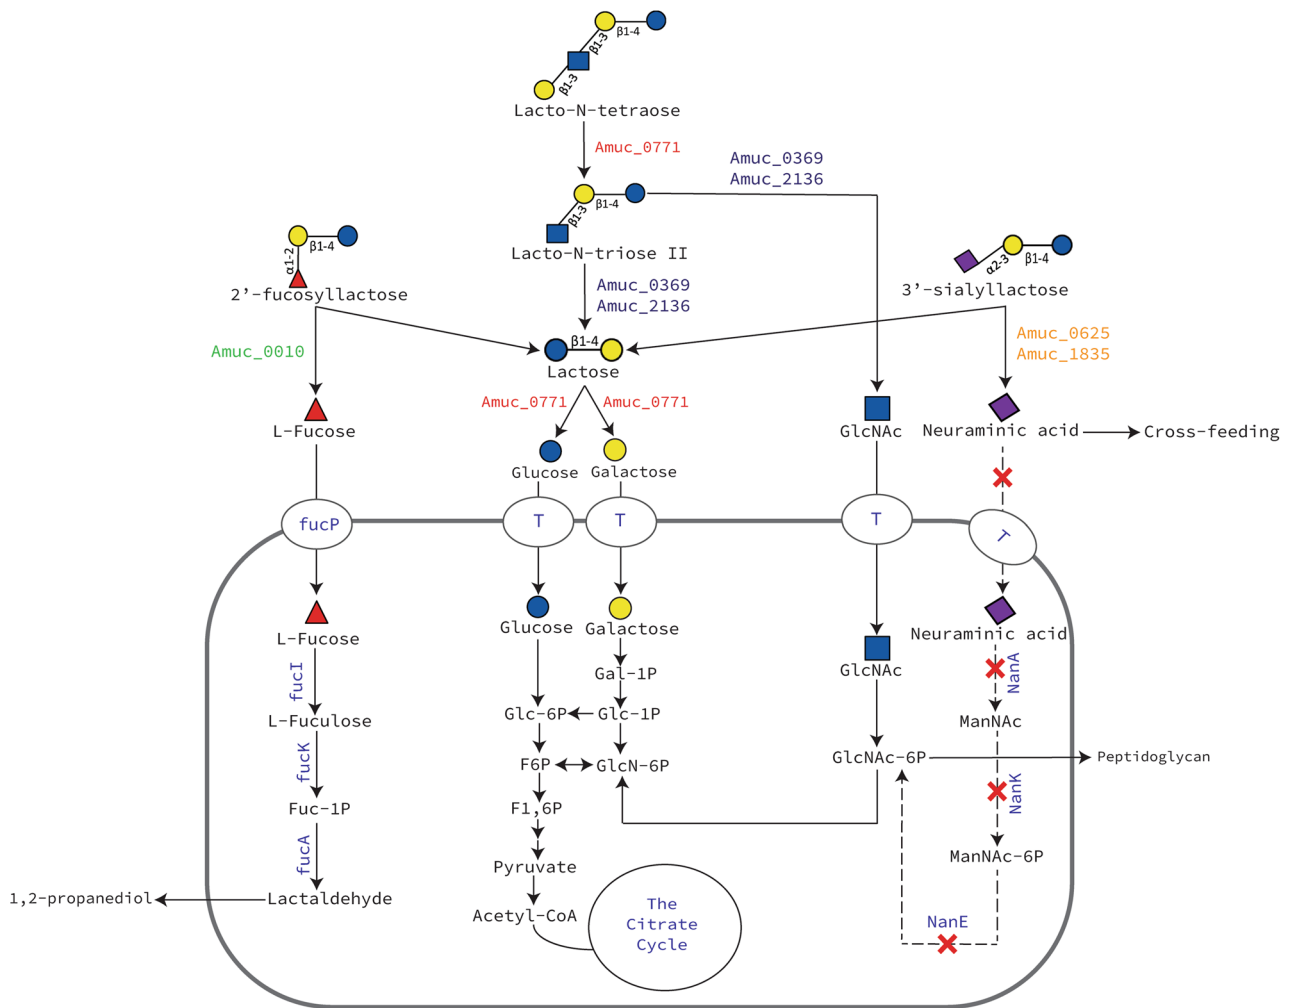 β1-4
β1-3
β1-3
Lacto-N-tetraose
Amuc_0771
Amuc_0369
Amuc_2136
β1-4
β1-3
Lacto-N-triose II
Amuc_0369
Amuc_2136
β1-4
α1-2
2’-fucosyllactose
α2-3
β1-4
3’-sialyllactose
Amuc_0010
Amuc_0625
Amuc_1835
β1-4
Lactose
Amuc_0771
Amuc_0771
L-Fucose
Glucose
Galactose
GlcNAc
Neuraminic acid
Cross-feeding
fucP
T
T
T
T
L-Fucose
Glucose
Galactose
GlcNAc
Neuraminic acid
fucI
L-Fuculose
fucK
Fuc-1P
fucA
Lactaldehyde
1,2-propanediol
Gal-1P
Glc-6P
Glc-1P
F6P
GlcN-6P
F1,6P
Pyruvate
Acetyl-CoA
The
Citrate
Cycle
GlcNAc-6P
Peptidoglycan
NanA
ManNAc
NanK
ManNAc-6P
NanE